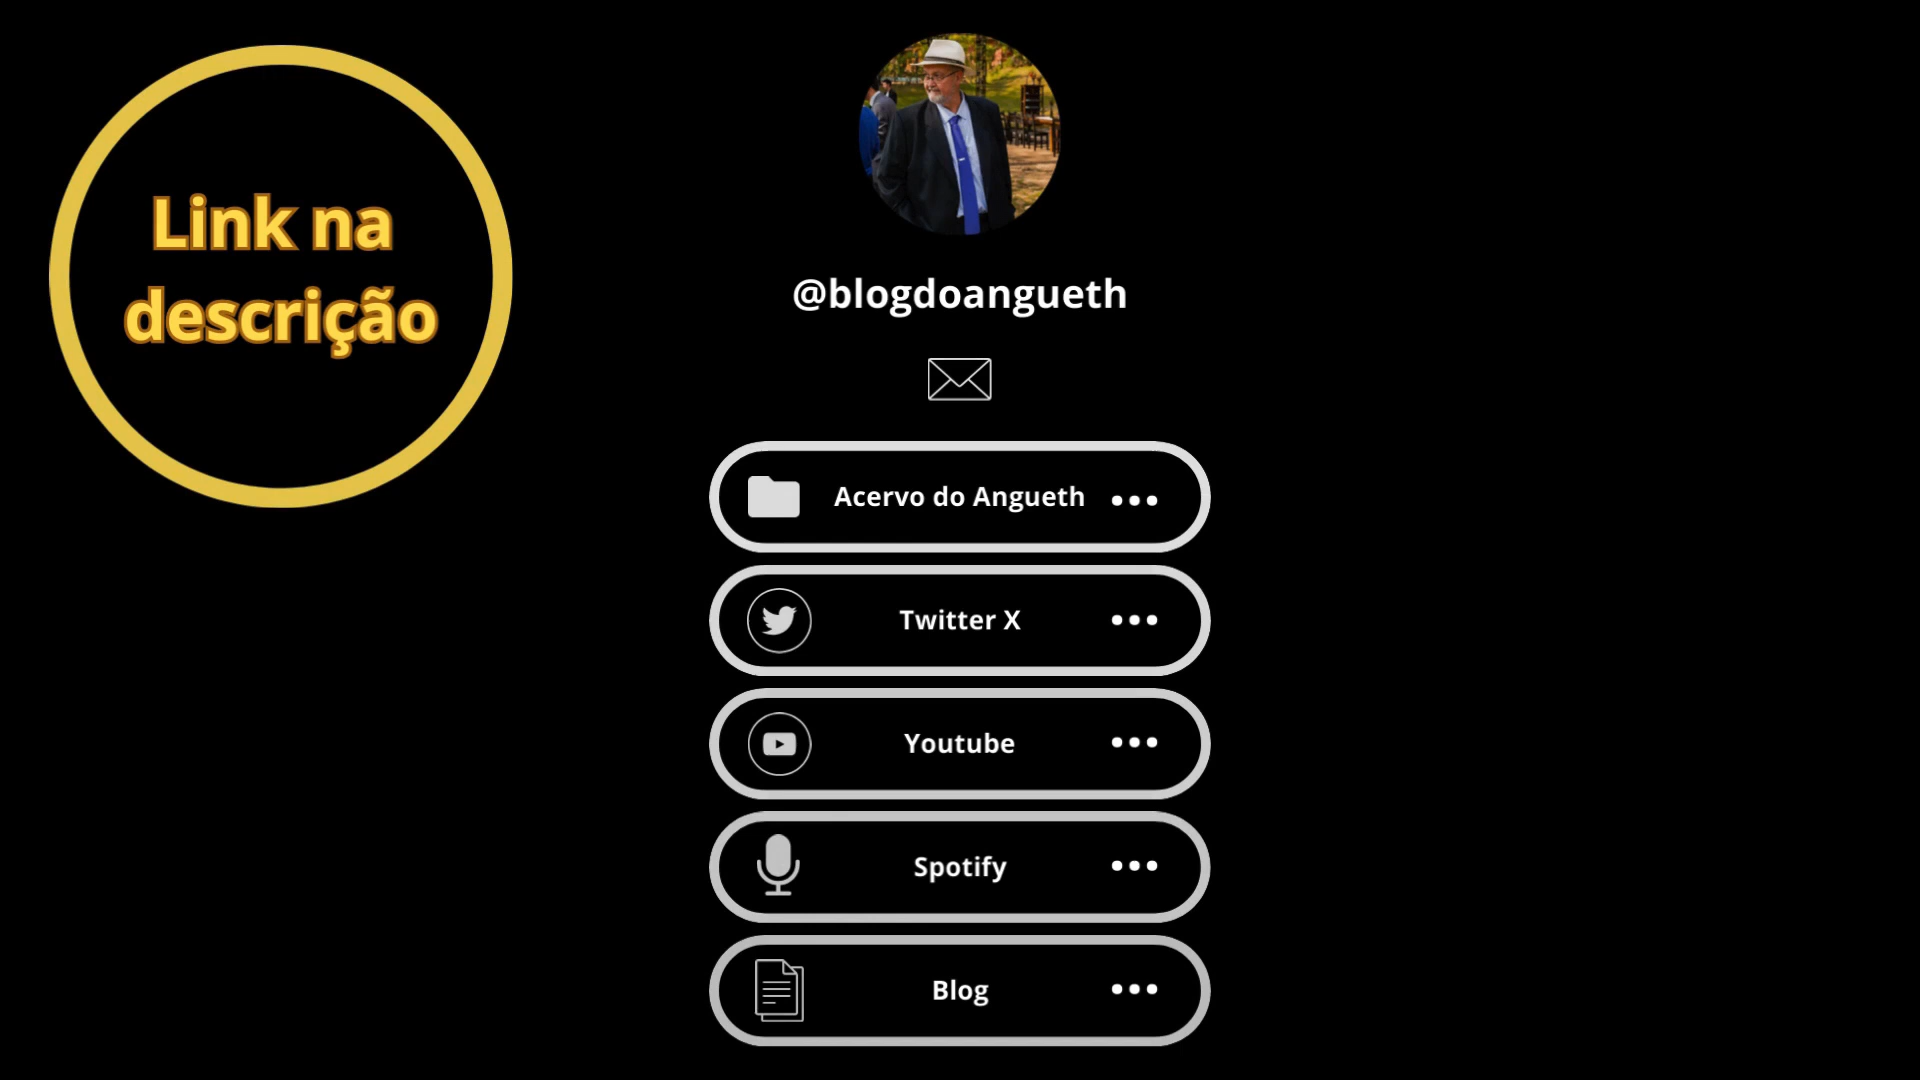 Link na
descrição
@blogdoangueth
Acervo do Angueth
Twitter X
Youtube
Spotify
Blog